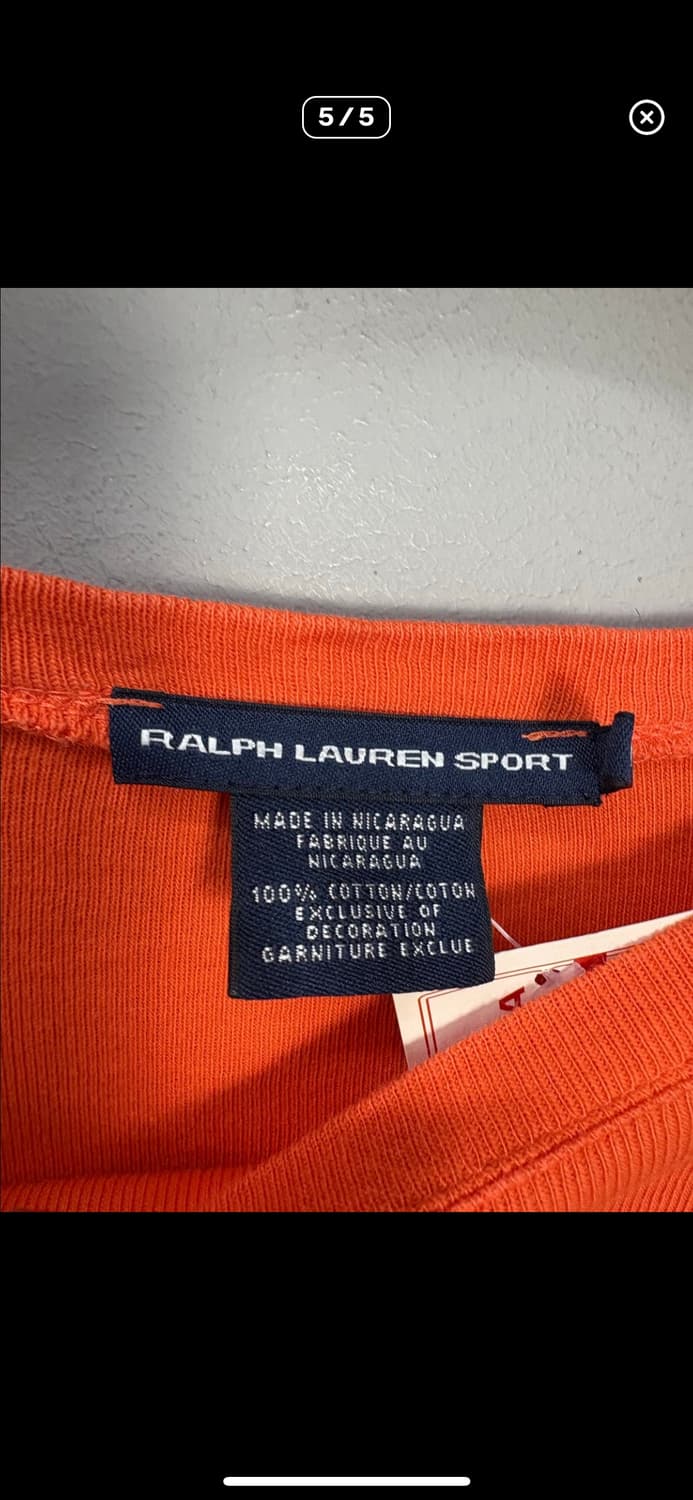 5/5
RALPH LAUREN SPORT
MADE IN NICARAGUA
FABRIQUE AU
NICARAGUA
100% COTTON/COTON
EXCLUSIVE OF
DECORATION
GARNITURE EXCLUE